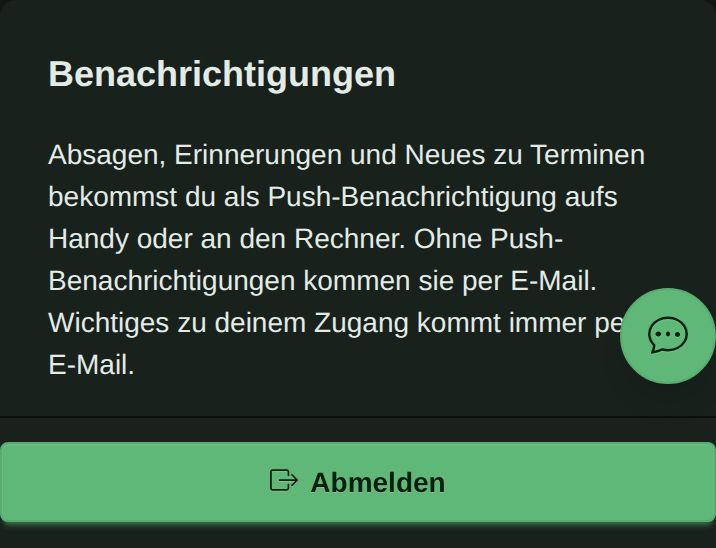 Benachrichtigungen
Absagen, Erinnerungen und Neues zu Terminen
bekommst du als Push-Benachrichtigung aufs
Handy oder an den Rechner. Ohne Push-
Benachrichtigungen kommen sie per E-Mail.
Wichtiges zu deinem Zugang kommt immer pe
E-Mail.
Abmelden